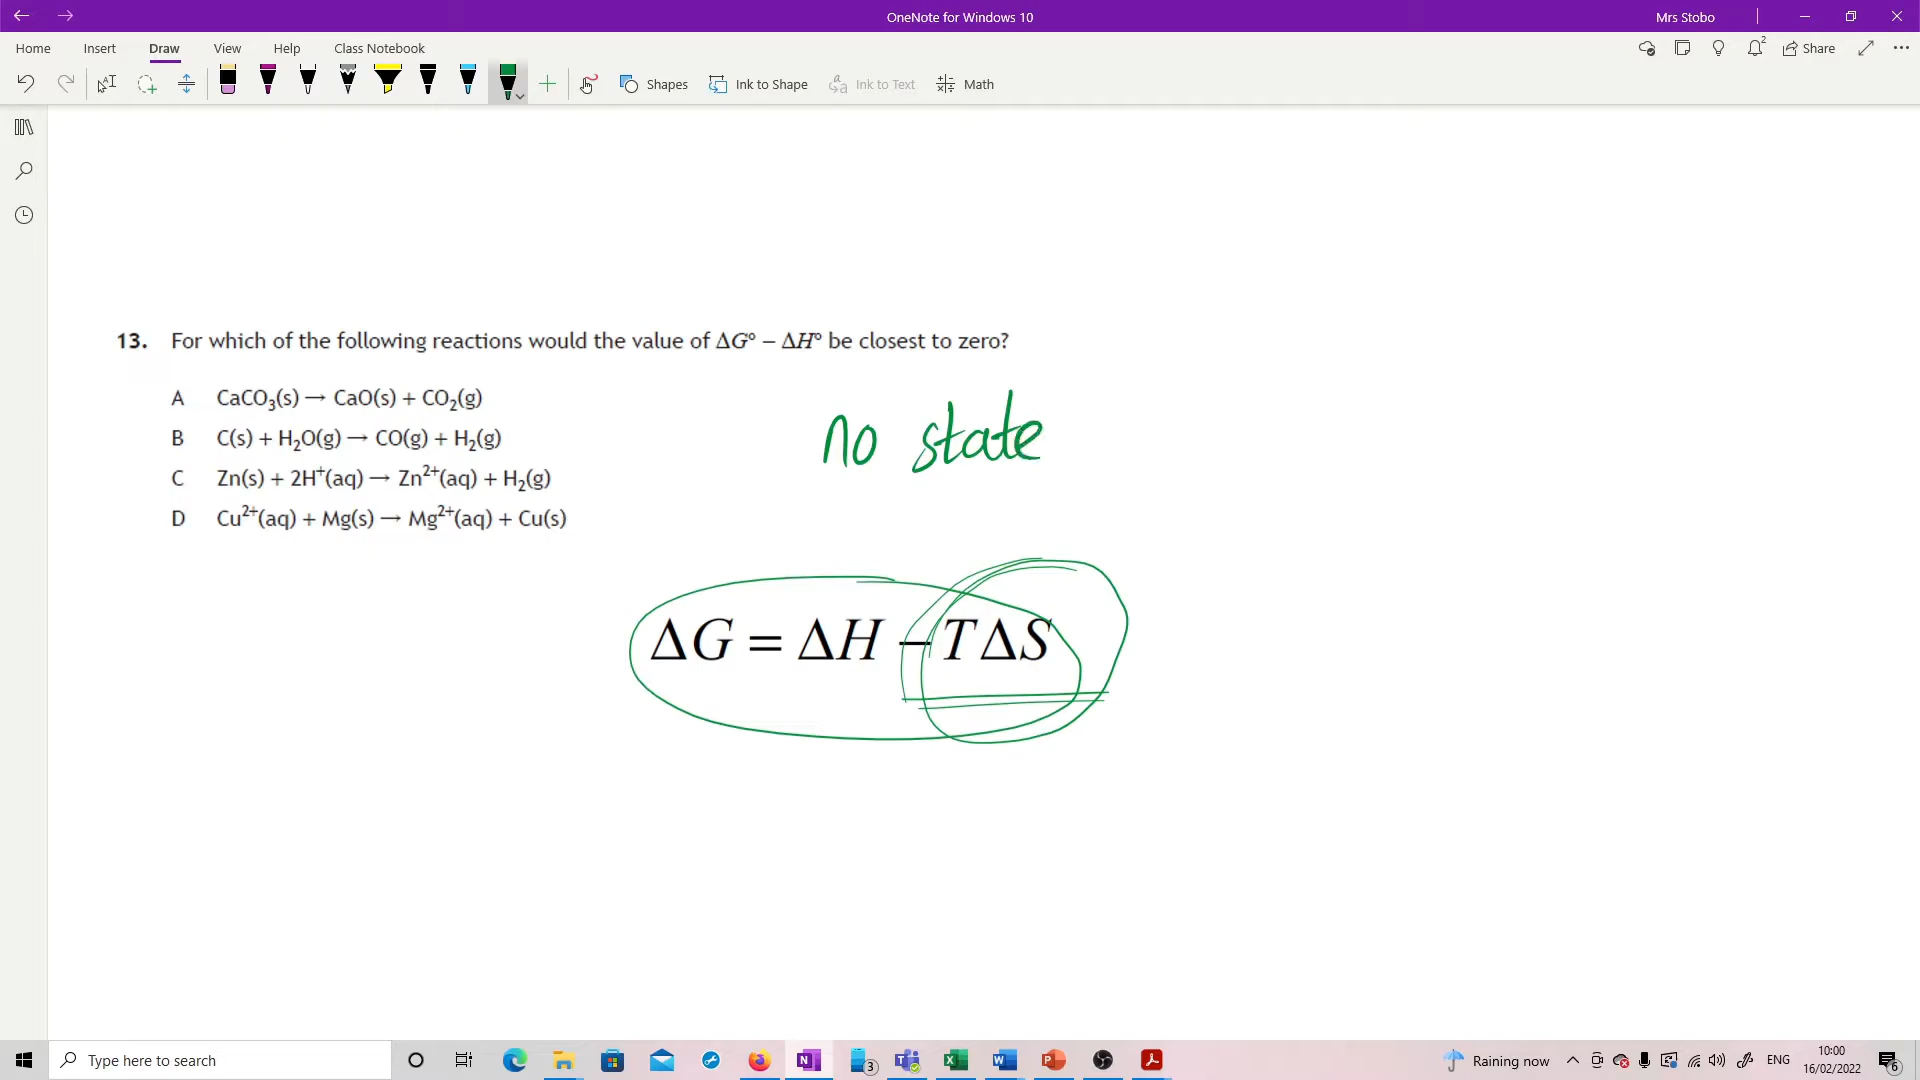 OneNote for Windows 10
Mrs Stobo
Home Insert Draw View Help Class Notebook
2
Share
Shapes Ink to Shape Ink to Text Math
13. For which of the following reactions would the value of ΔG° – ΔH° be closest to zero?
A CaCO₃(s) → CaO(s) + CO₂(g)
B C(s) + H₂O(g) → CO(g) + H₂(g)
C Zn(s) + 2H⁺(aq) → Zn²⁺(aq) + H₂(g)
D Cu²⁺(aq) + Mg(s) → Mg²⁺(aq) + Cu(s)
no state
ΔG = ΔH − TΔS
Type here to search
3
Raining now
ENG
10:00
16/02/2022
6